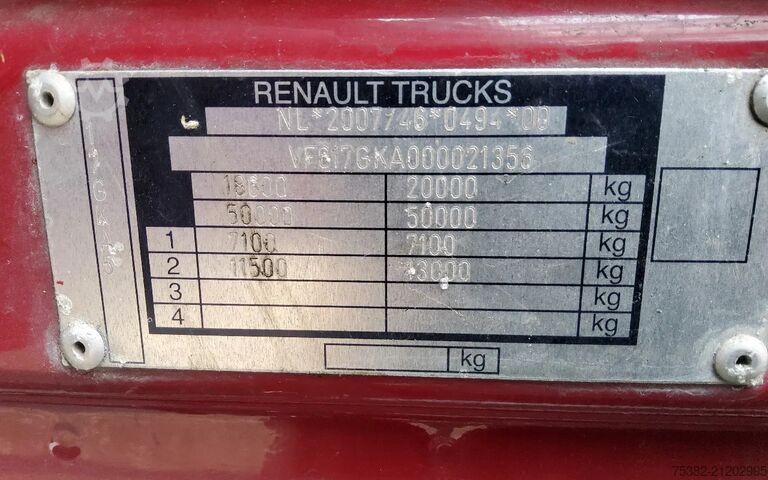 RENAULT TRUCKS
NL*2007/46*0494*00
VF617GKA000021356
18600 20000 kg
50000 50000 kg
1 7100 7100 kg
2 11500 13000 kg
3 kg
4 kg
kg
75382-21202995